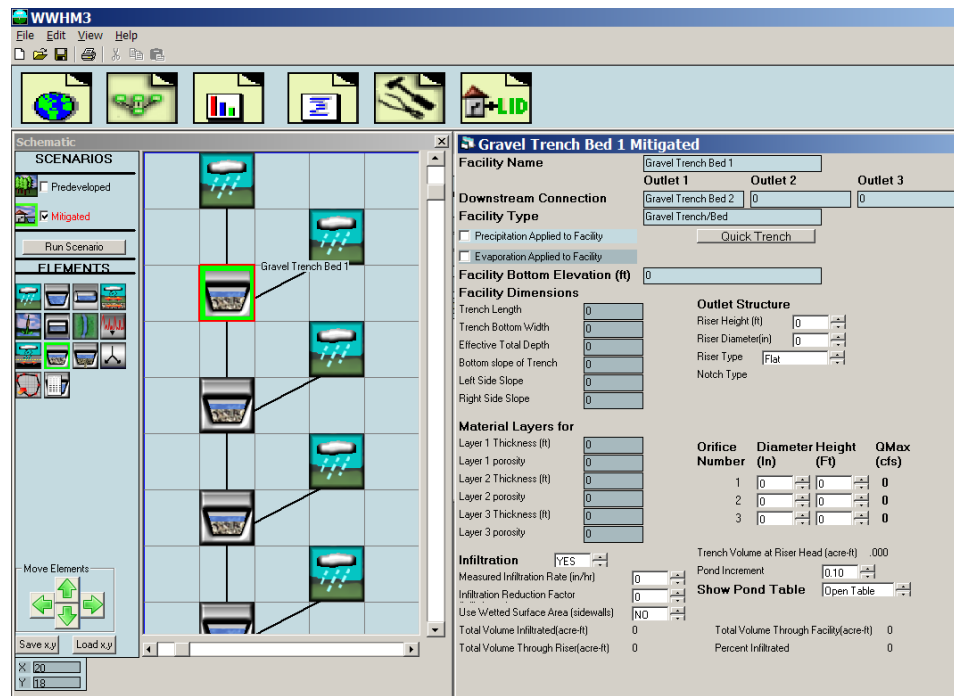 WWHM3
File Edit View Help
+LID
Schematic
SCENARIOS
Predeveloped
Mitigated
Run Scenario
ELEMENTS
Move Elements
Save x,y Load x,y
X 20
Y 18
Gravel Trench Bed 1
Gravel Trench Bed 1 Mitigated
Facility Name Gravel Trench Bed 1
Outlet 1 Outlet 2 Outlet 3
Downstream Connection Gravel Trench Bed 2 0 0
Facility Type Gravel Trench/Bed
Precipitation Applied to Facility Quick Trench
Evaporation Applied to Facility
Facility Bottom Elevation (ft) 0
Facility Dimensions
Trench Length 0
Trench Bottom Width 0
Effective Total Depth 0
Bottom slope of Trench 0
Left Side Slope 0
Right Side Slope 0
Outlet Structure
Riser Height (ft) 0
Riser Diameter(in) 0
Riser Type Flat
Notch Type
Material Layers for
Layer 1 Thickness (ft) 0
Layer 1 porosity 0
Layer 2 Thickness (ft) 0
Layer 2 porosity 0
Layer 3 Thickness (ft) 0
Layer 3 porosity 0
Orifice Diameter Height QMax
Number (In) (Ft) (cfs)
1 0 0 0
2 0 0 0
3 0 0 0
Infiltration YES
Measured Infiltration Rate (in/hr) 0
Infiltration Reduction Factor 0
Use Wetted Surface Area (sidewalls) NO
Total Volume Infiltrated(acre-ft) 0
Total Volume Through Riser(acre-ft) 0
Trench Volume at Riser Head (acre-ft) .000
Pond Increment 0.10
Show Pond Table Open Table
Total Volume Through Facility(acre-ft) 0
Percent Infiltrated 0